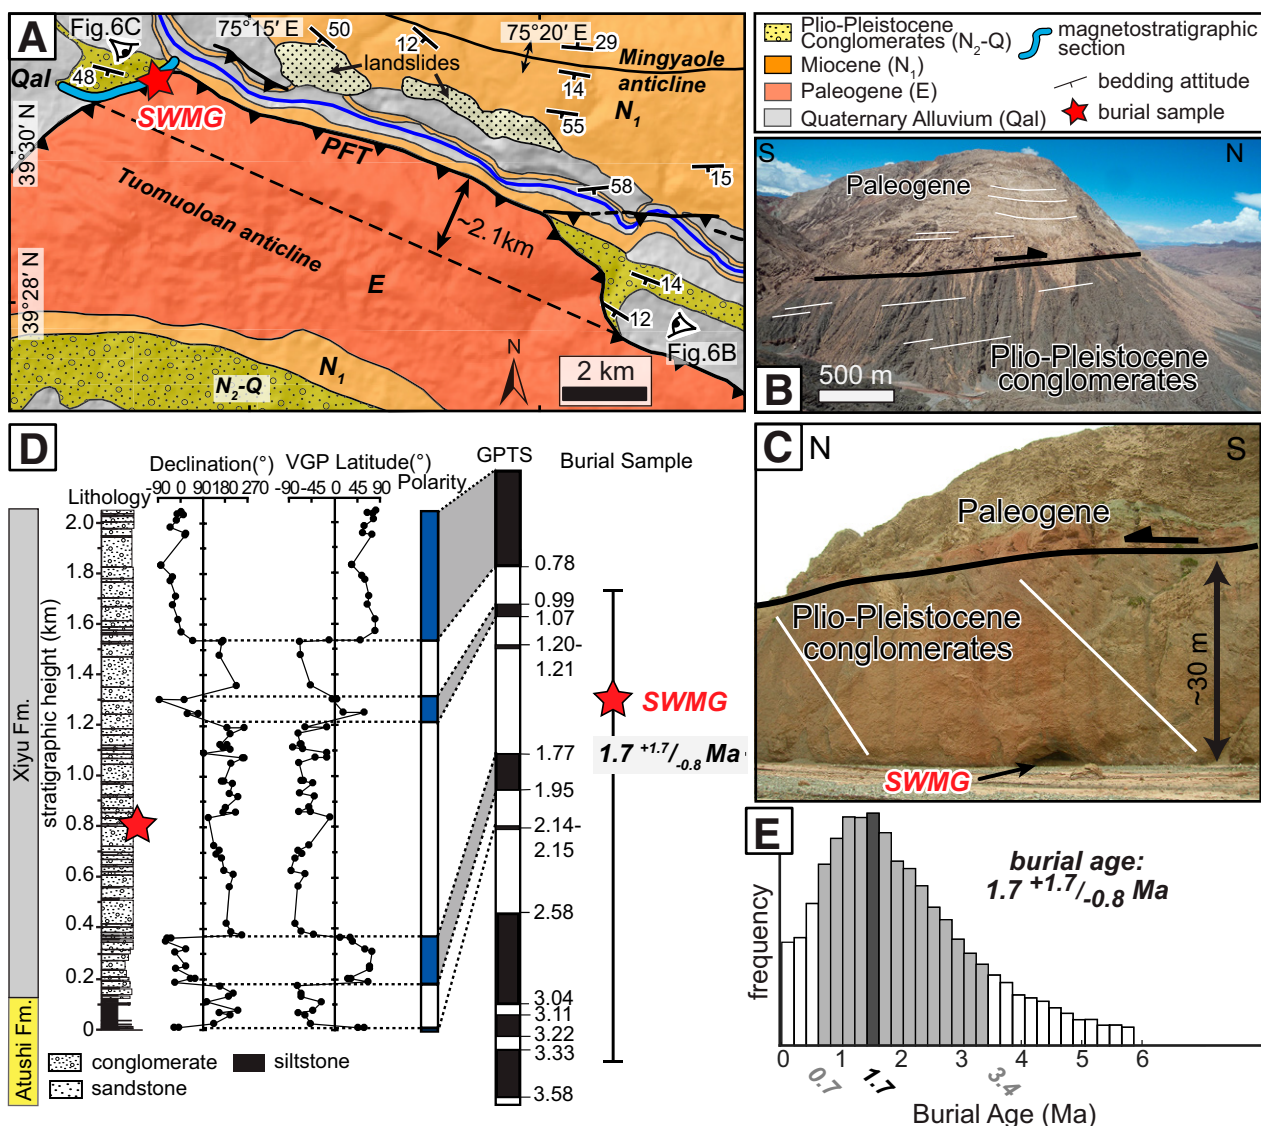 A
Fig.6C
75°15' E
50
12
75°20' E
29
48
landslides
Mingyaole
anticline
Qal
14
N1
SWMG
55
39°30' N
PFT
15
58
Tuomuoloan anticline
~2.1km
E
14
39°28' N
12
Fig.6B
N1
N
N2-Q
2 km
Plio-Pleistocene
Conglomerates (N2-Q)
magnetostratigraphic
section
Miocene (N1)
bedding attitude
Paleogene (E)
Quaternary Alluvium (Qal)
burial sample
S
N
Paleogene
Plio-Pleistocene
conglomerates
B
500 m
C
N
S
Paleogene
Plio-Pleistocene
conglomerates
~30 m
SWMG
D
Declination(°)
VGP Latitude(°)
GPTS
Burial Sample
Lithology
-90 0 90 180 270
-90 -45 0 45 90
Polarity
Xiyu Fm.
Atushi Fm.
stratigraphic height (km)
2.0
1.8
1.6
1.4
1.2
1.0
0.8
0.6
0.4
0.2
0
0.78
0.99
1.07
1.20-
1.21
1.77
1.95
2.14-
2.15
2.58
3.04
3.11
3.22
3.33
3.58
SWMG
1.7 +1.7/-0.8 Ma
conglomerate
siltstone
sandstone
E
burial age:
1.7 +1.7/-0.8 Ma
frequency
0 1 2 3 4 5 6
0.7
1.7
3.4
Burial Age (Ma)